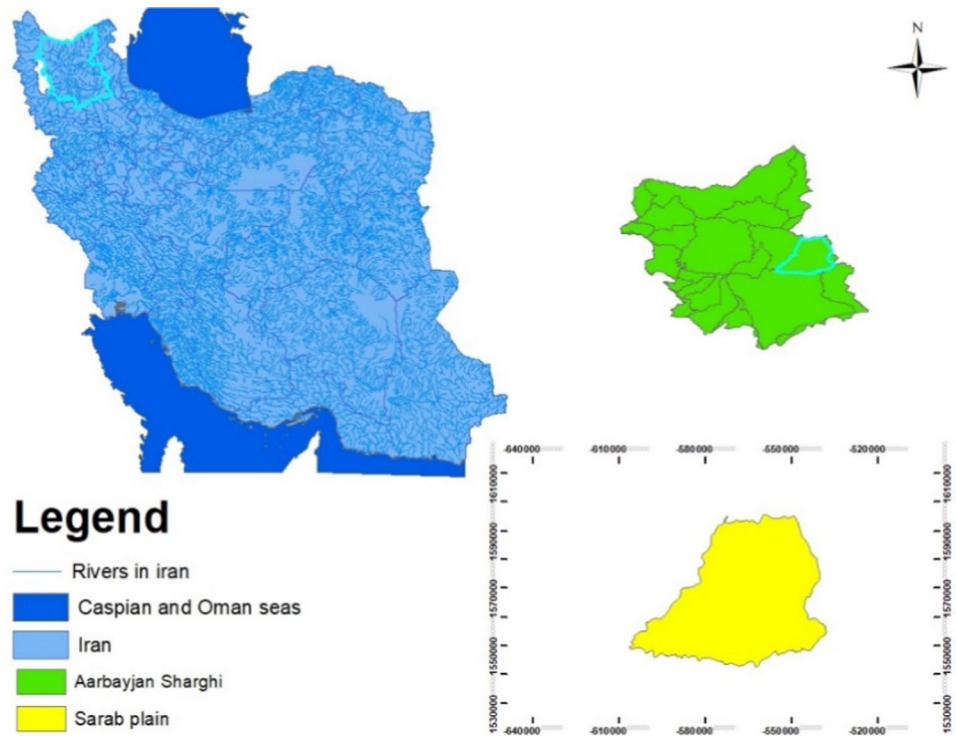 N
-640000 -610000 -580000 -550000 -520000
1610000 1610000
1590000 1590000
1570000 1570000
1550000 1550000
1530000 1530000
-640000 -610000 -580000 -550000 -520000
Legend
Rivers in iran
Caspian and Oman seas
Iran
Aarbayjan Sharghi
Sarab plain